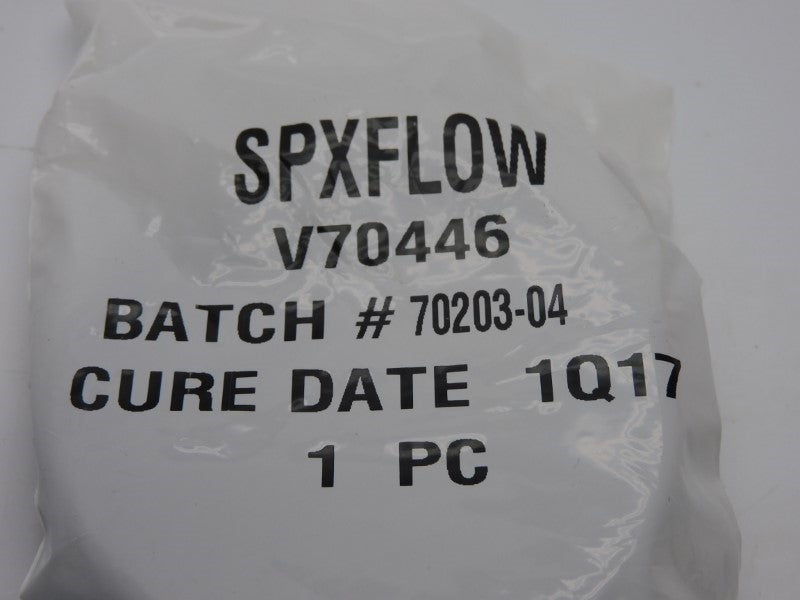 SPXFLOW
V70446
BATCH # 70203-04
CURE DATE 1Q17
1 PC